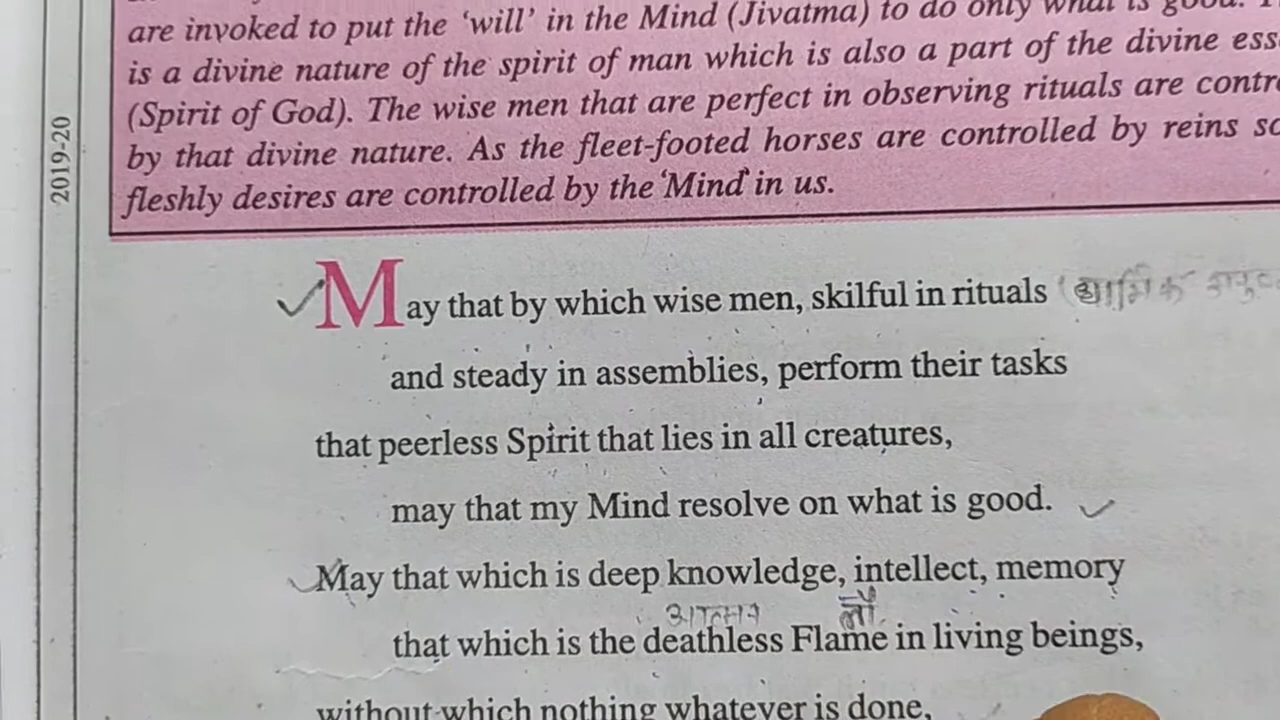 are invoked to put the ‘will’ in the Mind (Jivatma) to do only what is good.
is a divine nature of the spirit of man which is also a part of the divine ess
(Spirit of God). The wise men that are perfect in observing rituals are contr
by that divine nature. As the fleet-footed horses are controlled by reins so
fleshly desires are controlled by the ‘Mind’ in us.
2019-20
May that by which wise men, skilful in rituals (धार्मिक
and steady in assemblies, perform their tasks
that peerless Spirit that lies in all creatures,
may that my Mind resolve on what is good.
May that which is deep knowledge, intellect, memory
लौ
that which is the deathless Flame in living beings,
without which nothing whatever is done,